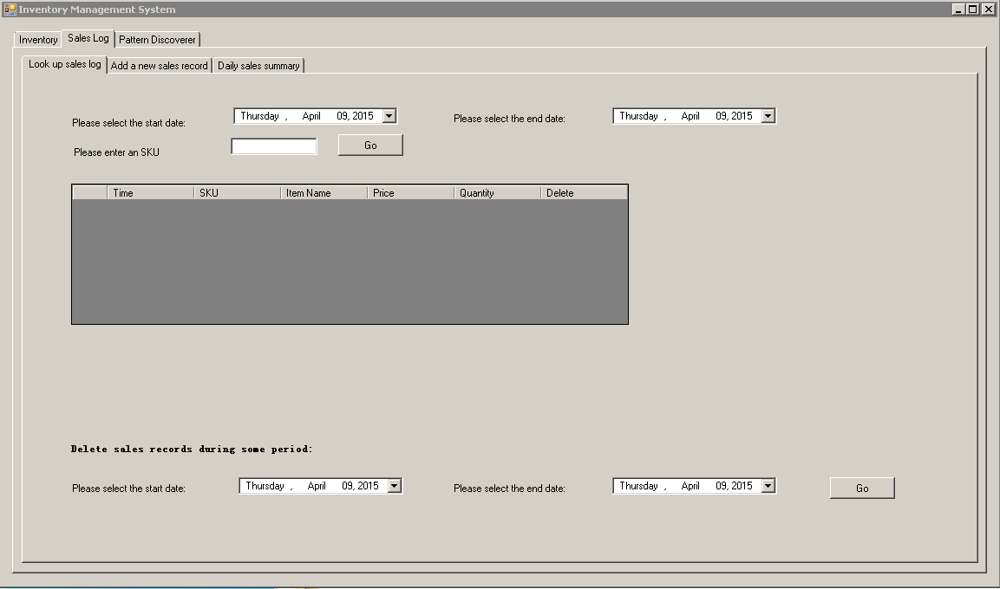 Inventory Management System
Inventory Sales Log Pattern Discoverer
Look up sales log Add a new sales record Daily sales summary
Please select the start date: Thursday , April 09, 2015 Please select the end date: Thursday , April 09, 2015
Please enter an SKU Go
Time SKU Item Name Price Quantity Delete
Delete sales records during some period:
Please select the start date: Thursday , April 09, 2015 Please select the end date: Thursday , April 09, 2015 Go